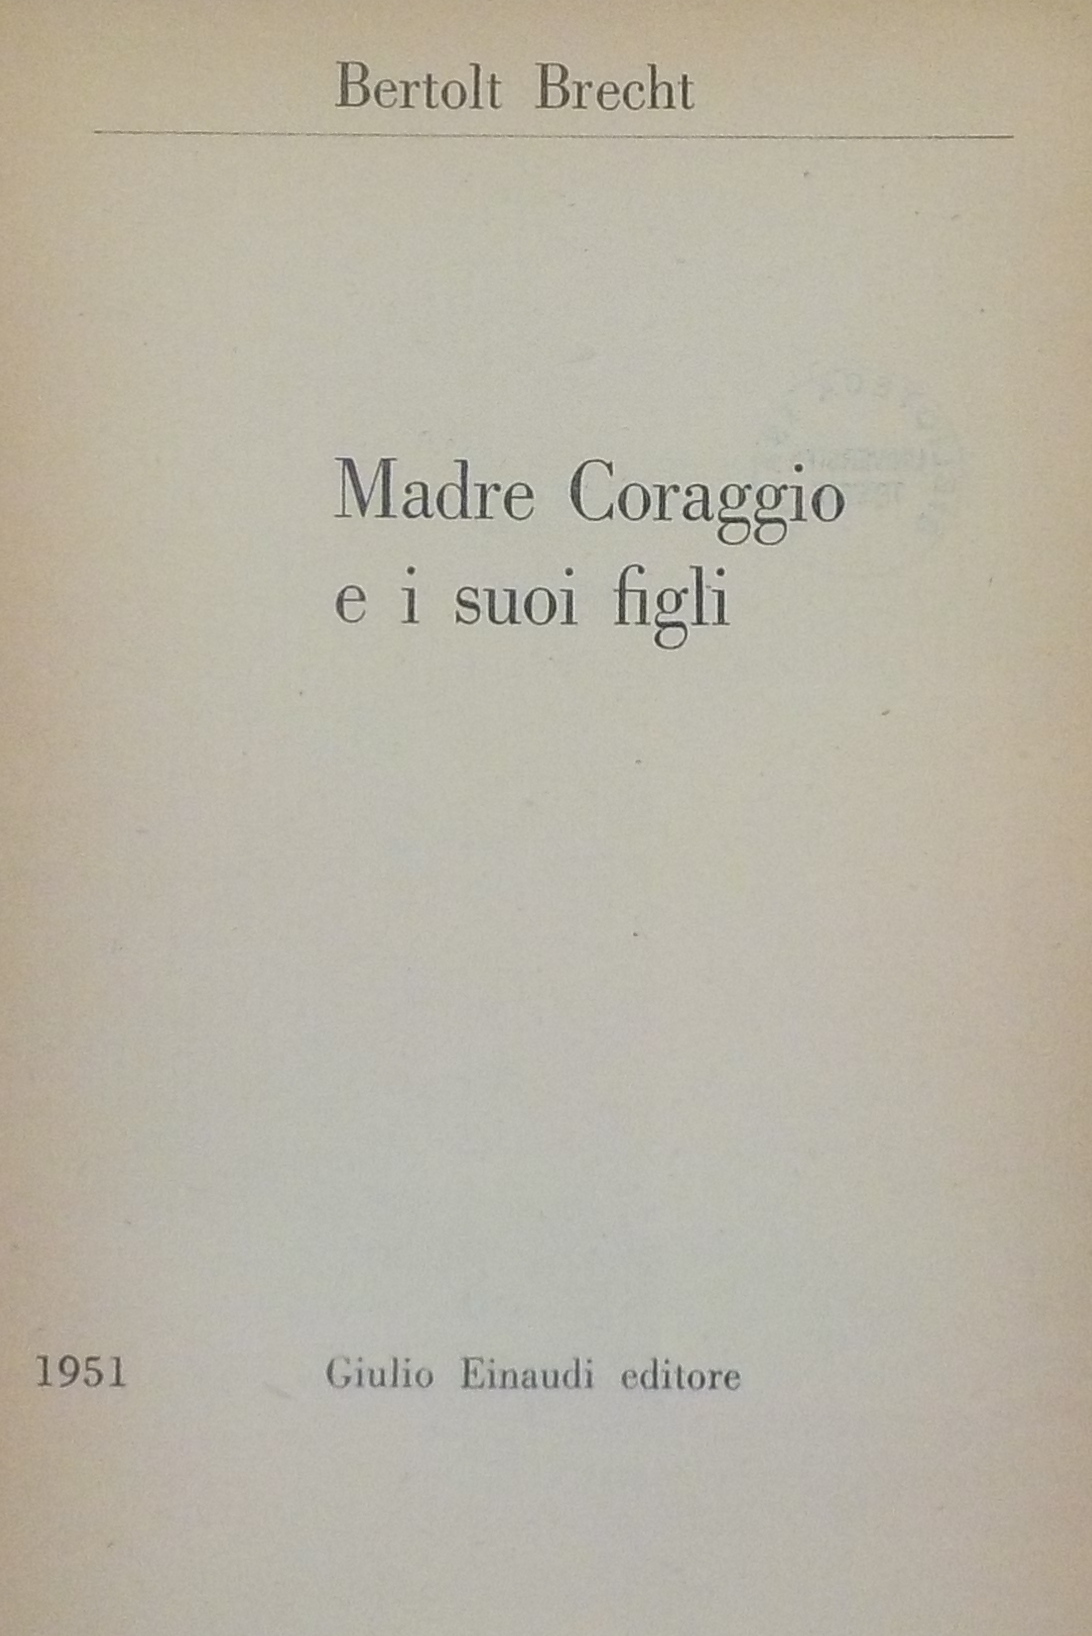 Bertolt Brecht
Madre Coraggio
e i suoi figli
1951 Giulio Einaudi editore